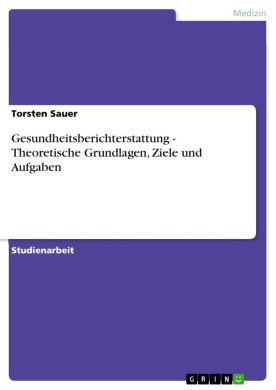 Medizin
Torsten Sauer
Gesundheitsberichterstattung -
Theoretische Grundlagen, Ziele und
Aufgaben
Studienarbeit
GRIN